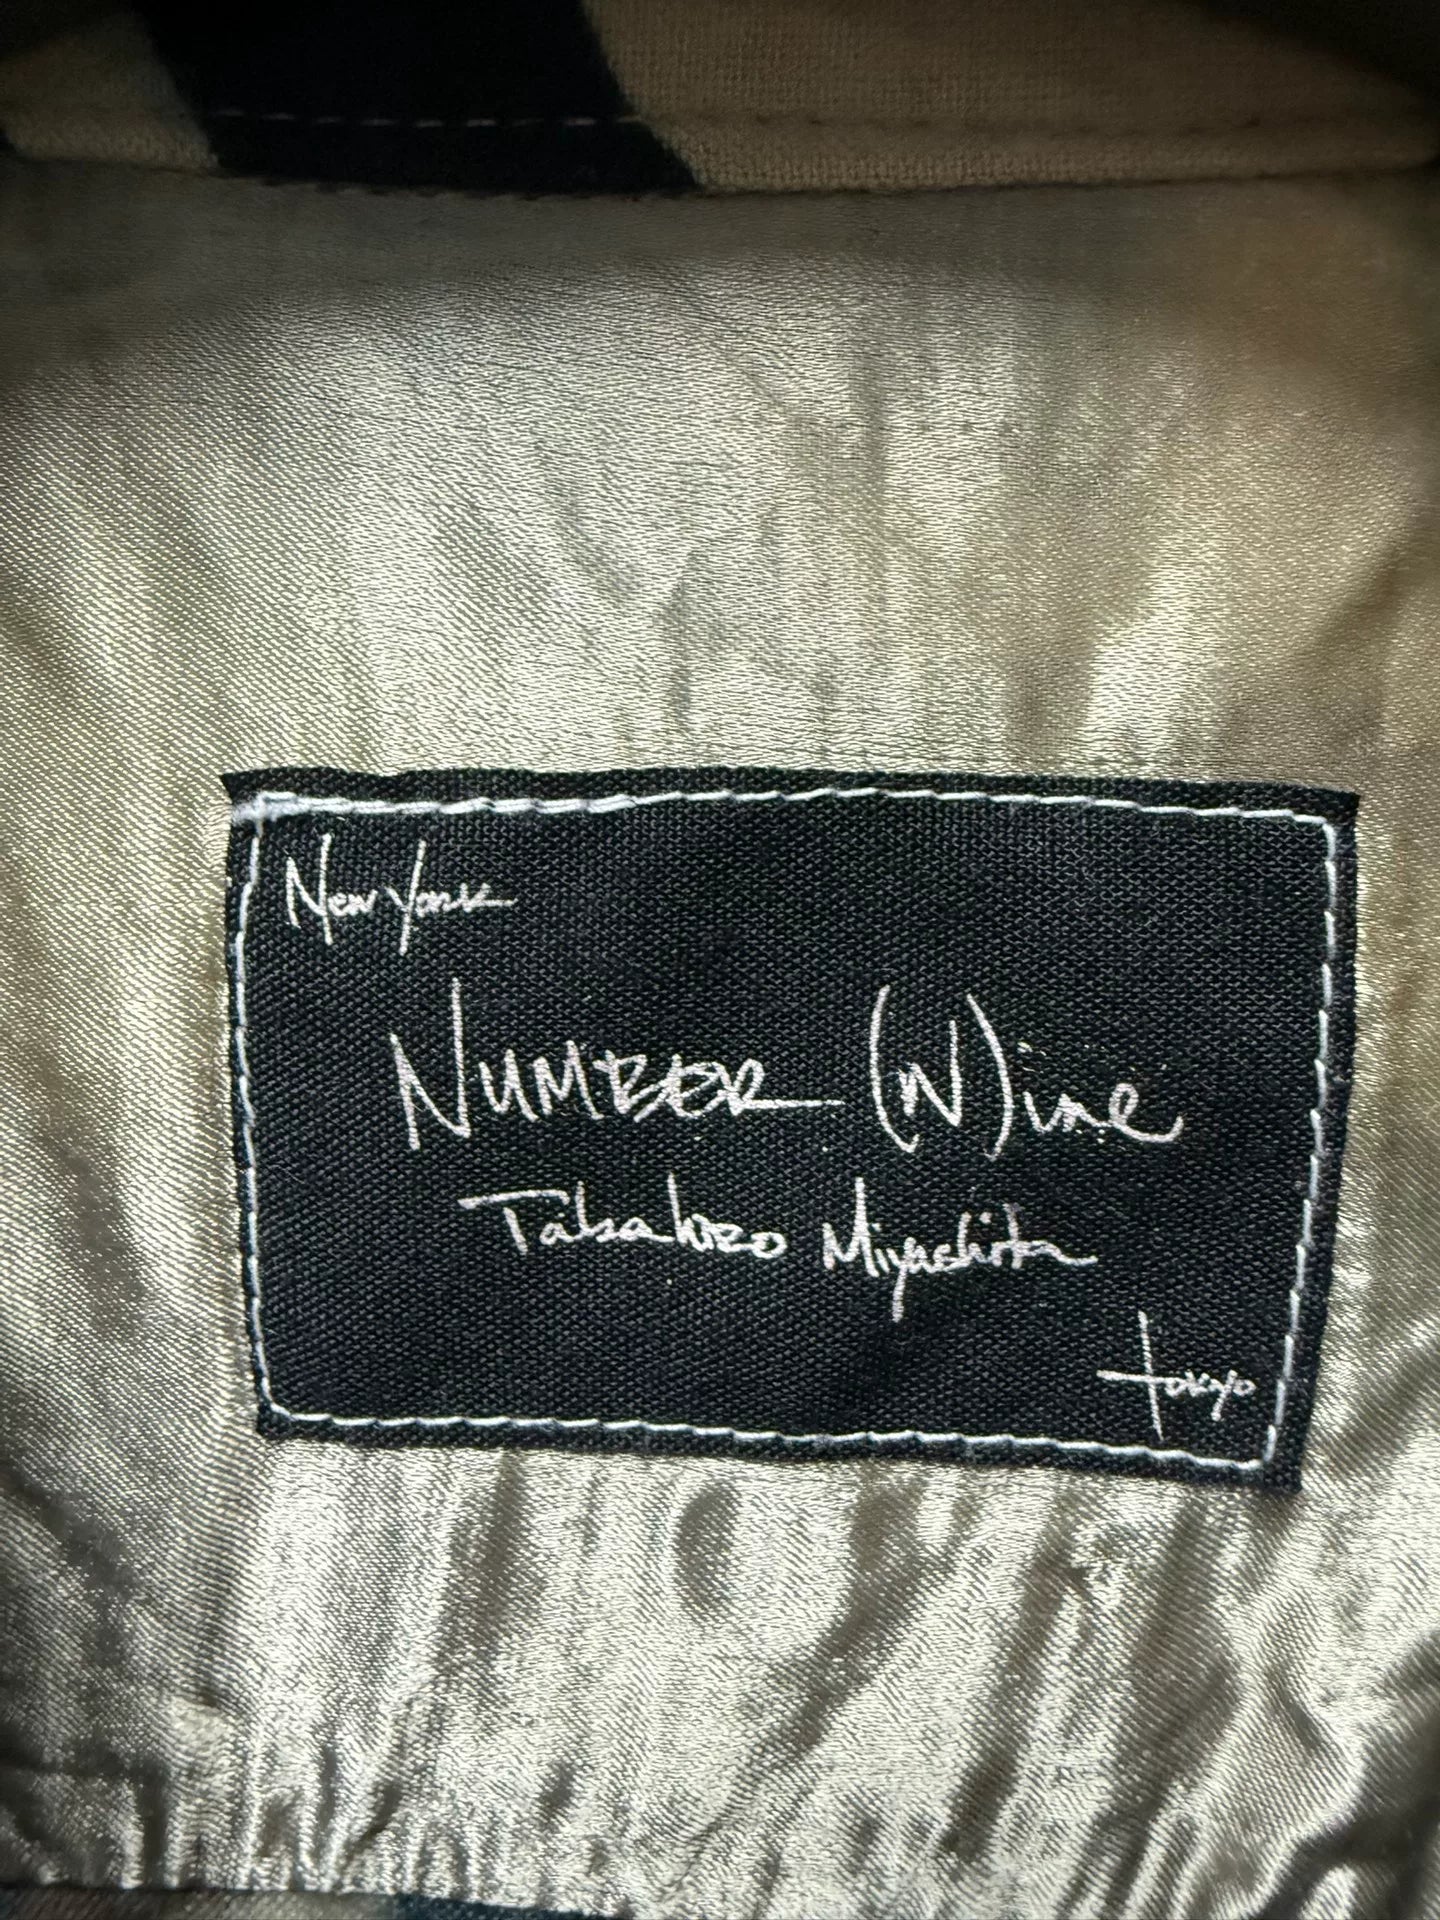 New York
NUMBER (N)ine
Takahiro Miyashita
tokyo